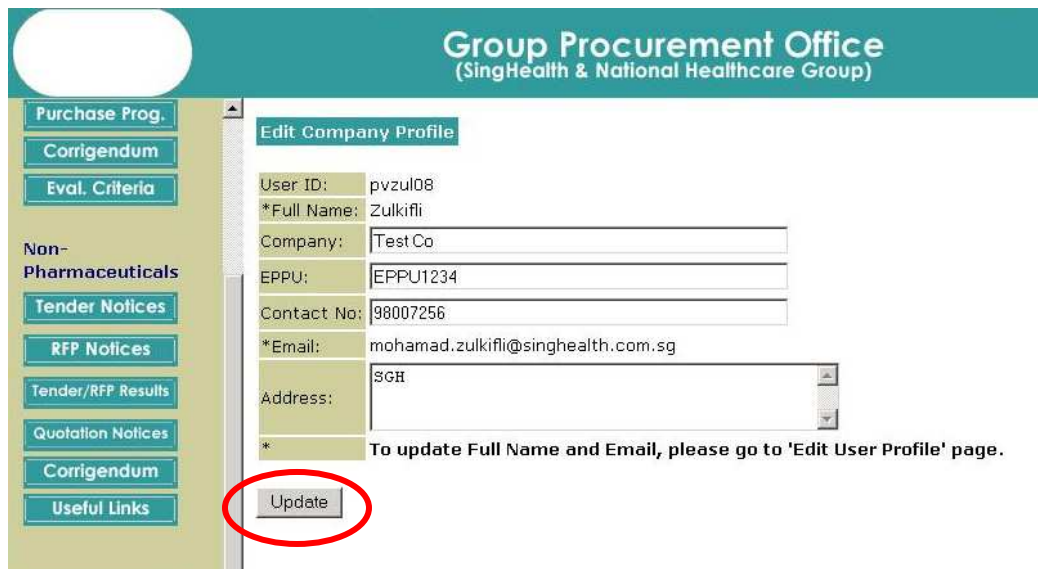 Group Procurement Office
(SingHealth & National Healthcare Group)
Purchase Prog.
Corrigendum
Eval. Criteria
Non-
Pharmaceuticals
Tender Notices
RFP Notices
Tender/RFP Results
Quotation Notices
Corrigendum
Useful Links
Edit Company Profile
User ID: pvzul08
*Full Name: Zulkifli
Company: Test Co
EPPU: EPPU1234
Contact No: 98007256
*Email: mohamad.zulkifli@singhealth.com.sg
Address: SGH
* To update Full Name and Email, please go to 'Edit User Profile' page.
Update